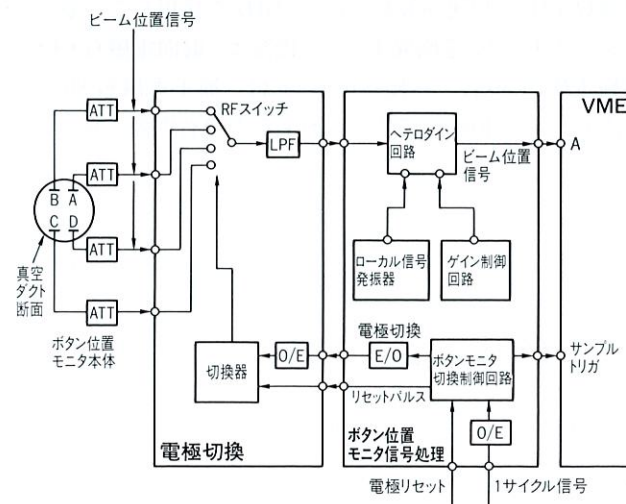 ビーム位置信号
ATT
ATT
ATT
ATT
B A
C D
真空
ダクト
断面
ボタン位置
モニタ本体
RFスイッチ
LPF
切換器
O/E
電極切換
ヘテロダイン
回路
ビーム位置
信号
ローカル信号
発振器
ゲイン制御
回路
電極切換
E/O
ボタンモニタ
切換制御回路
リセットパルス
O/E
ボタン位置
モニタ信号処理
電極リセット
1サイクル信号
VME
A
サンプル
トリガ